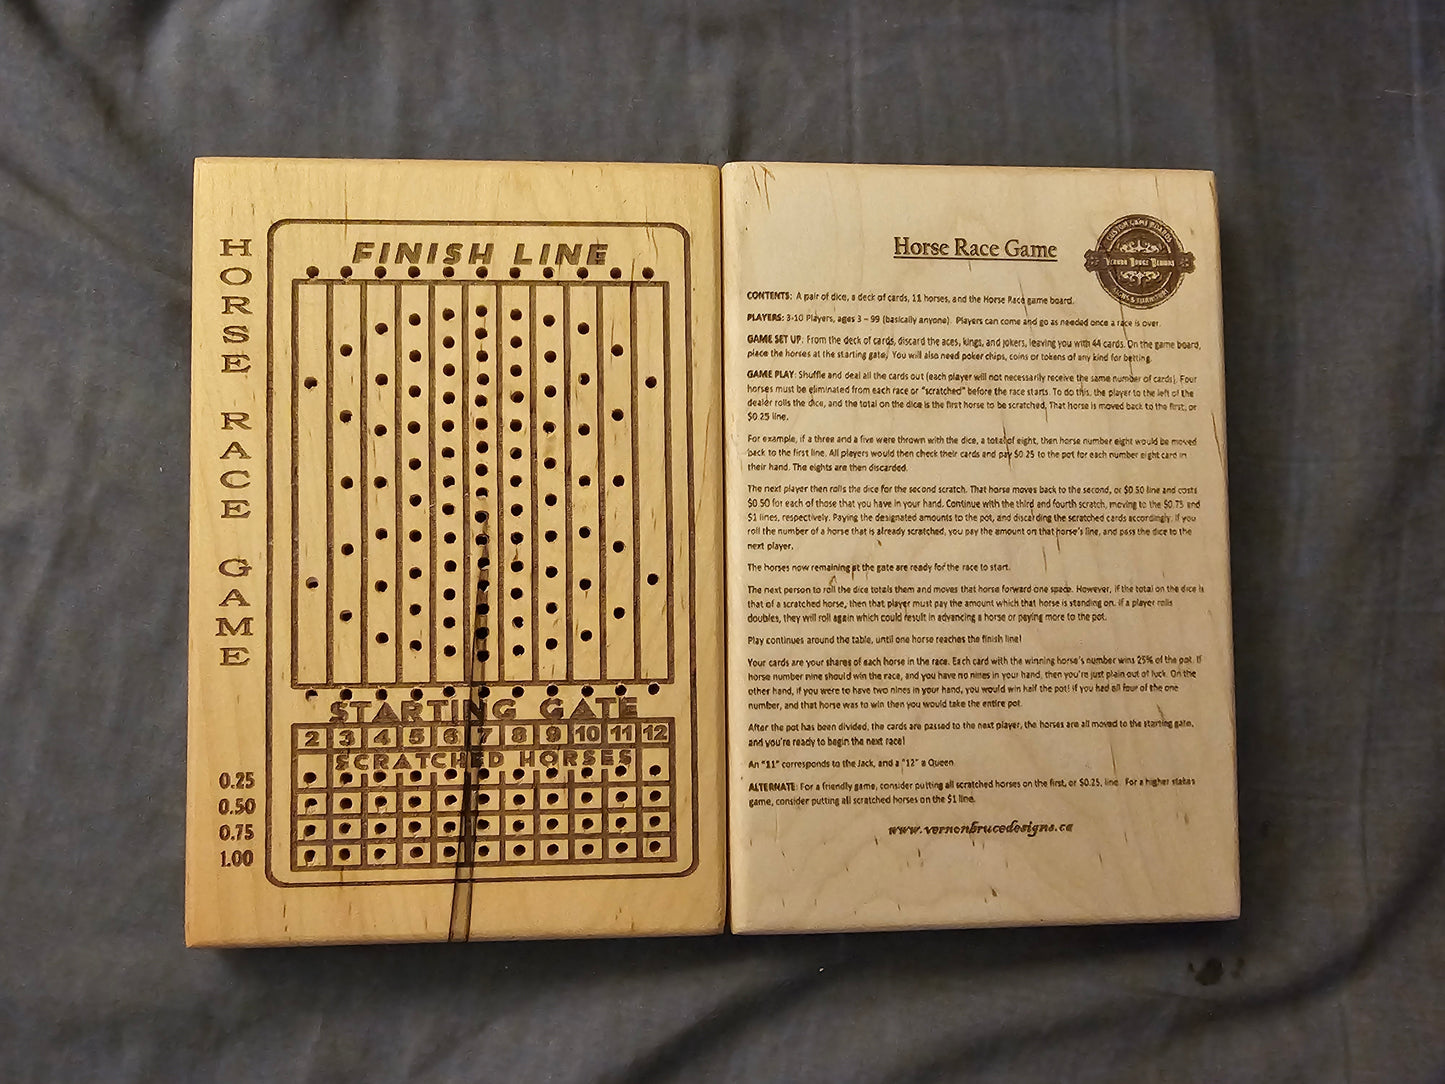 HORSE RACE GAME
FINISH LINE
STARTING GATE
2 3 4 5 6 7 8 9 10 11 12
SCRATCHED HORSES
0.25
0.50
0.75
1.00
Horse Race Game
CUSTOM GAME BOARDS
VERNON BRUCE DESIGNS
SIGNS & FURNITURE
CONTENTS: A pair of dice, a deck of cards, 11 horses, and the Horse Race game board.
PLAYERS: 3-10 Players, ages 3 – 99 (basically anyone). Players can come and go as needed once a race is over.
GAME SET UP: From the deck of cards, discard the aces, kings, and jokers, leaving you with 44 cards. On the game board,
place the horses at the starting gate. You will also need poker chips, coins or tokens of any kind for betting.
GAME PLAY: Shuffle and deal all the cards out (each player will not necessarily receive the same number of cards). Four
horses must be eliminated from each race or "scratched" before the race starts. To do this, the player to the left of the
dealer rolls the dice, and the total on the dice is the first horse to be scratched. That horse is moved back to the first, or
$0.25 line.
For example, if a three and a five were thrown with the dice, a total of eight, then horse number eight would be moved
back to the first line. All players would then check their cards and pay $0.25 to the pot for each number eight card in
their hand. The eights are then discarded.
The next player then rolls the dice for the second scratch. That horse moves back to the second, or $0.50 line and costs
$0.50 for each of those that you have in your hand. Continue with the third and fourth scratch, moving to the $0.75 and
$1 lines, respectively. Paying the designated amounts to the pot, and discarding the scratched cards accordingly. If you
roll the number of a horse that is already scratched, you pay the amount on that horse's line, and pass the dice to the
next player.
The horses now remaining at the gate are ready for the race to start.
The next person to roll the dice totals them and moves that horse forward one space. However, if the total on the dice is
that of a scratched horse, then that player must pay the amount which that horse is standing on. If a player rolls
doubles, they will roll again which could result in advancing a horse or paying more to the pot.
Play continues around the table, until one horse reaches the finish line!
Your cards are your shares of each horse in the race. Each card with the winning horse's number wins 25% of the pot. If
horse number nine should win the race, and you have no nines in your hand, then you're just plain out of luck. On the
other hand, if you were to have two nines in your hand, you would win half the pot! If you had all four of the one
number, and that horse was to win then you would take the entire pot.
After the pot has been divided, the cards are passed to the next player, the horses are all moved to the starting gate,
and you're ready to begin the next race!
An "11" corresponds to the Jack, and a "12" a Queen.
ALTERNATE: For a friendly game, consider putting all scratched horses on the first, or $0.25, line. For a higher stakes
game, consider putting all scratched horses on the $1 line.
www.vernonbrucedesigns.ca